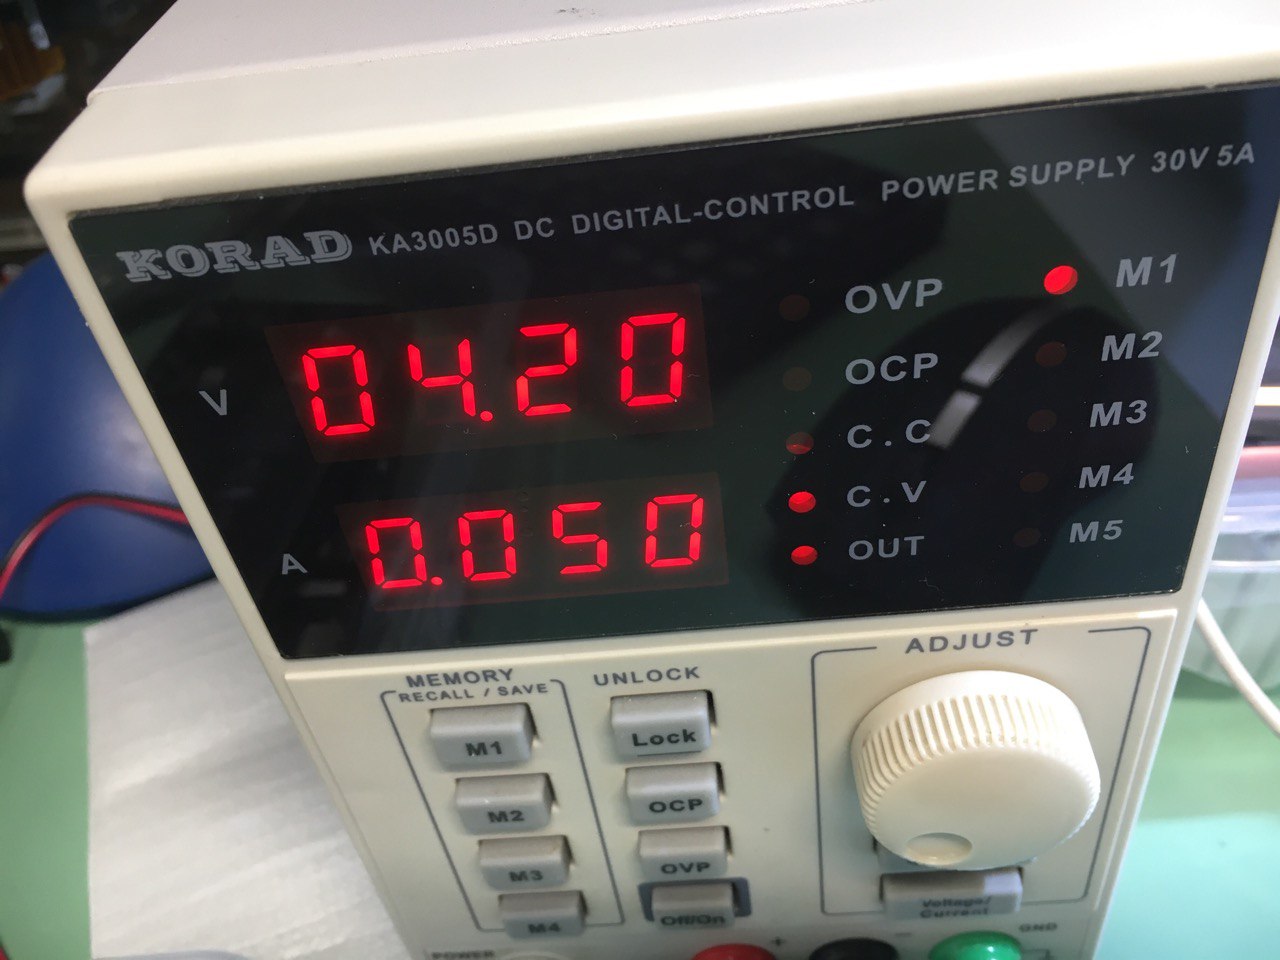 KORAD KA3005D DC DIGITAL-CONTROL POWER SUPPLY 30V 5A
V 04.20
A 0.050
OVP
OCP
C.C
C.V
OUT
M1
M2
M3
M4
M5
MEMORY
RECALL / SAVE
M1
M2
M3
M4
UNLOCK
Lock
OCP
OVP
Off/On
ADJUST
Voltage/
Current
POWER
+
−
GND